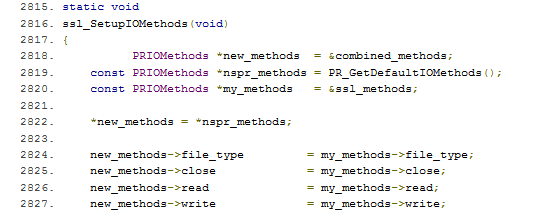 2815. static void
2816. ssl_SetupIOMethods(void)
2817. {
2818.           PRIOMethods *new_methods  = &combined_methods;
2819.     const PRIOMethods *nspr_methods = PR_GetDefaultIOMethods();
2820.     const PRIOMethods *my_methods   = &ssl_methods;
2821.
2822.     *new_methods = *nspr_methods;
2823.
2824.     new_methods->file_type         = my_methods->file_type;
2825.     new_methods->close             = my_methods->close;
2826.     new_methods->read              = my_methods->read;
2827.     new_methods->write             = my_methods->write;